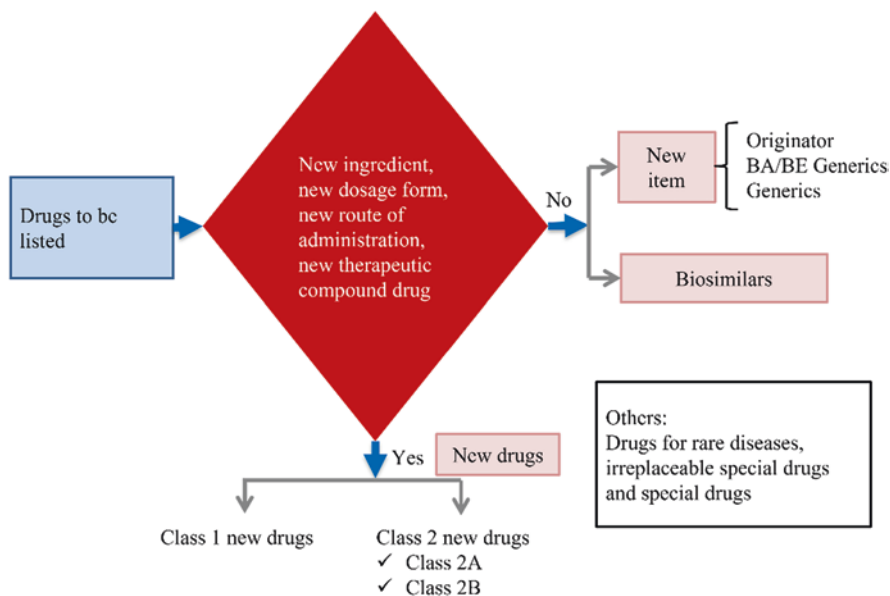 Drugs to be
listed
New ingredient,
new dosage form,
new route of
administration,
new therapeutic
compound drug
No
New
item
Originator
BA/BE Generics
Generics
Biosimilars
Yes
New drugs
Class 1 new drugs
Class 2 new drugs
✓ Class 2A
✓ Class 2B
Others:
Drugs for rare diseases,
irreplaceable special drugs
and special drugs